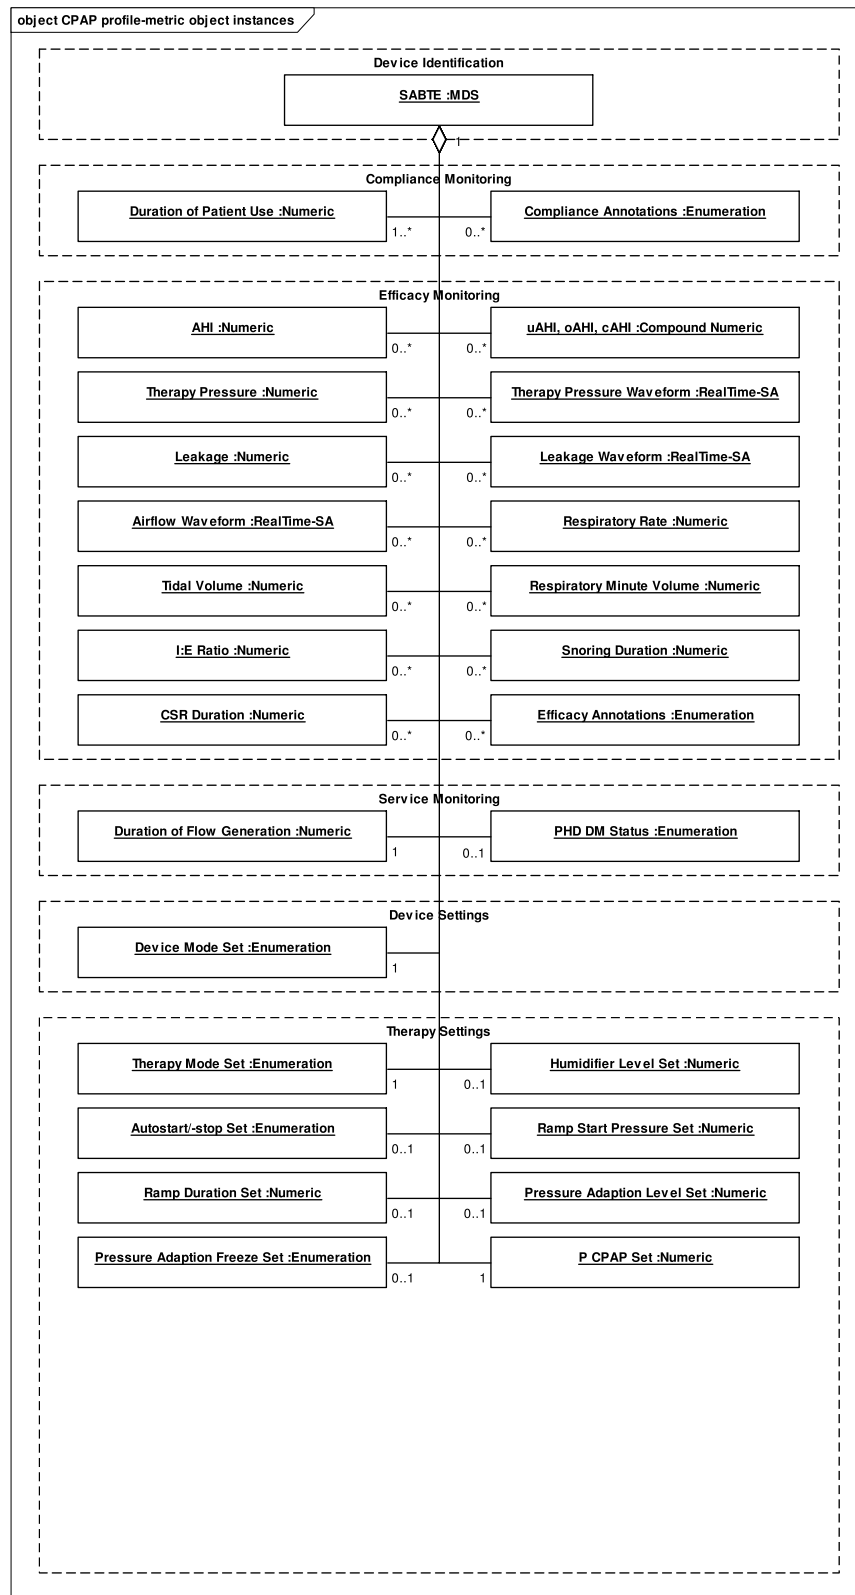 object CPAP profile-metric object instances
Device Identification
SABTE :MDS
1
Compliance Monitoring
Duration of Patient Use :Numeric
Compliance Annotations :Enumeration
1..*
0..*
Efficacy Monitoring
AHI :Numeric
uAHI, oAHI, cAHI :Compound Numeric
0..*
0..*
Therapy Pressure :Numeric
Therapy Pressure Waveform :RealTime-SA
0..*
0..*
Leakage :Numeric
Leakage Waveform :RealTime-SA
0..*
0..*
Airflow Waveform :RealTime-SA
Respiratory Rate :Numeric
0..*
0..*
Tidal Volume :Numeric
Respiratory Minute Volume :Numeric
0..*
0..*
I:E Ratio :Numeric
Snoring Duration :Numeric
0..*
0..*
CSR Duration :Numeric
Efficacy Annotations :Enumeration
0..*
0..*
Service Monitoring
Duration of Flow Generation :Numeric
PHD DM Status :Enumeration
1
0..1
Device Settings
Device Mode Set :Enumeration
1
Therapy Settings
Therapy Mode Set :Enumeration
Humidifier Level Set :Numeric
1
0..1
Autostart/-stop Set :Enumeration
Ramp Start Pressure Set :Numeric
0..1
0..1
Ramp Duration Set :Numeric
Pressure Adaption Level Set :Numeric
0..1
0..1
Pressure Adaption Freeze Set :Enumeration
P CPAP Set :Numeric
0..1
1